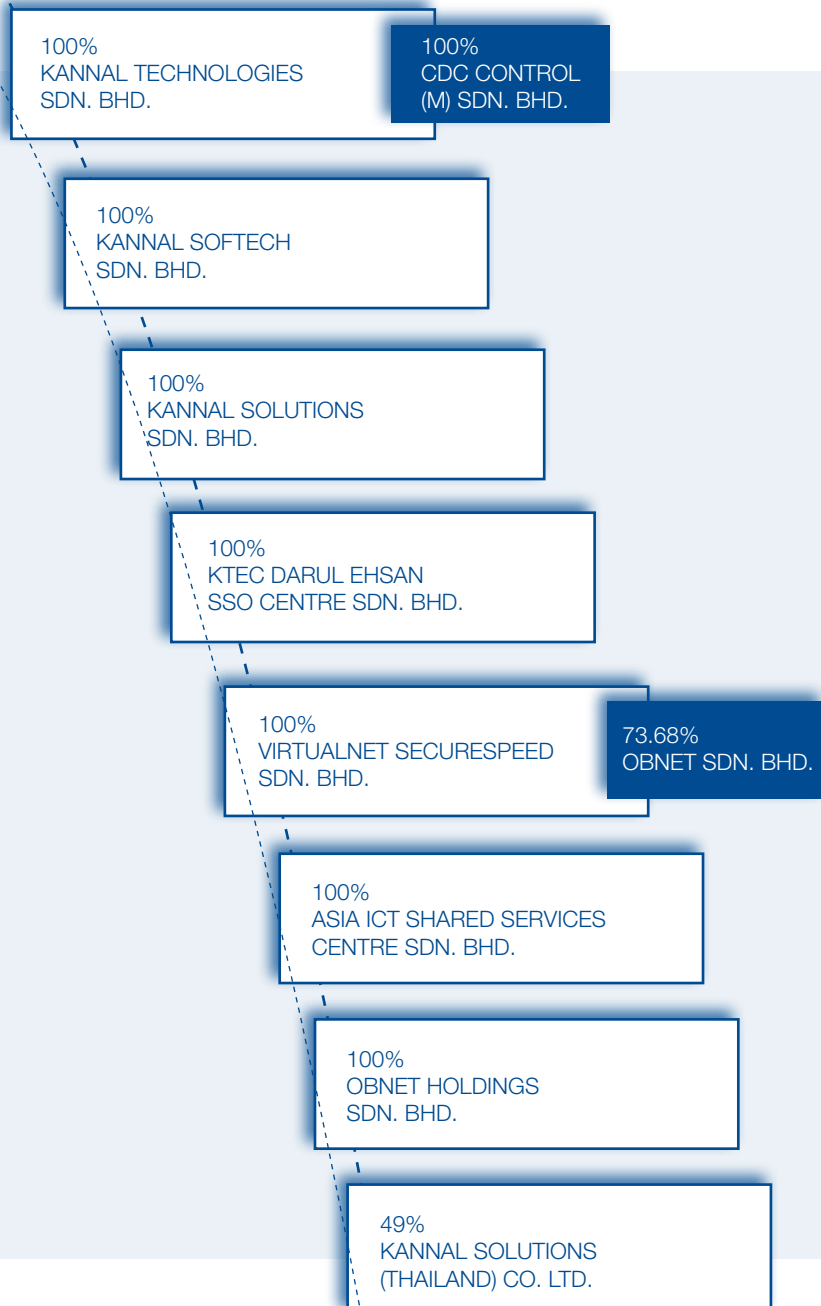 100%
KANNAL TECHNOLOGIES
SDN. BHD.
100%
CDC CONTROL
(M) SDN. BHD.
100%
KANNAL SOFTECH
SDN. BHD.
100%
KANNAL SOLUTIONS
SDN. BHD.
100%
KTEC DARUL EHSAN
SSO CENTRE SDN. BHD.
100%
VIRTUALNET SECURESPEED
SDN. BHD.
73.68%
OBNET SDN. BHD.
100%
ASIA ICT SHARED SERVICES
CENTRE SDN. BHD.
100%
OBNET HOLDINGS
SDN. BHD.
49%
KANNAL SOLUTIONS
(THAILAND) CO. LTD.